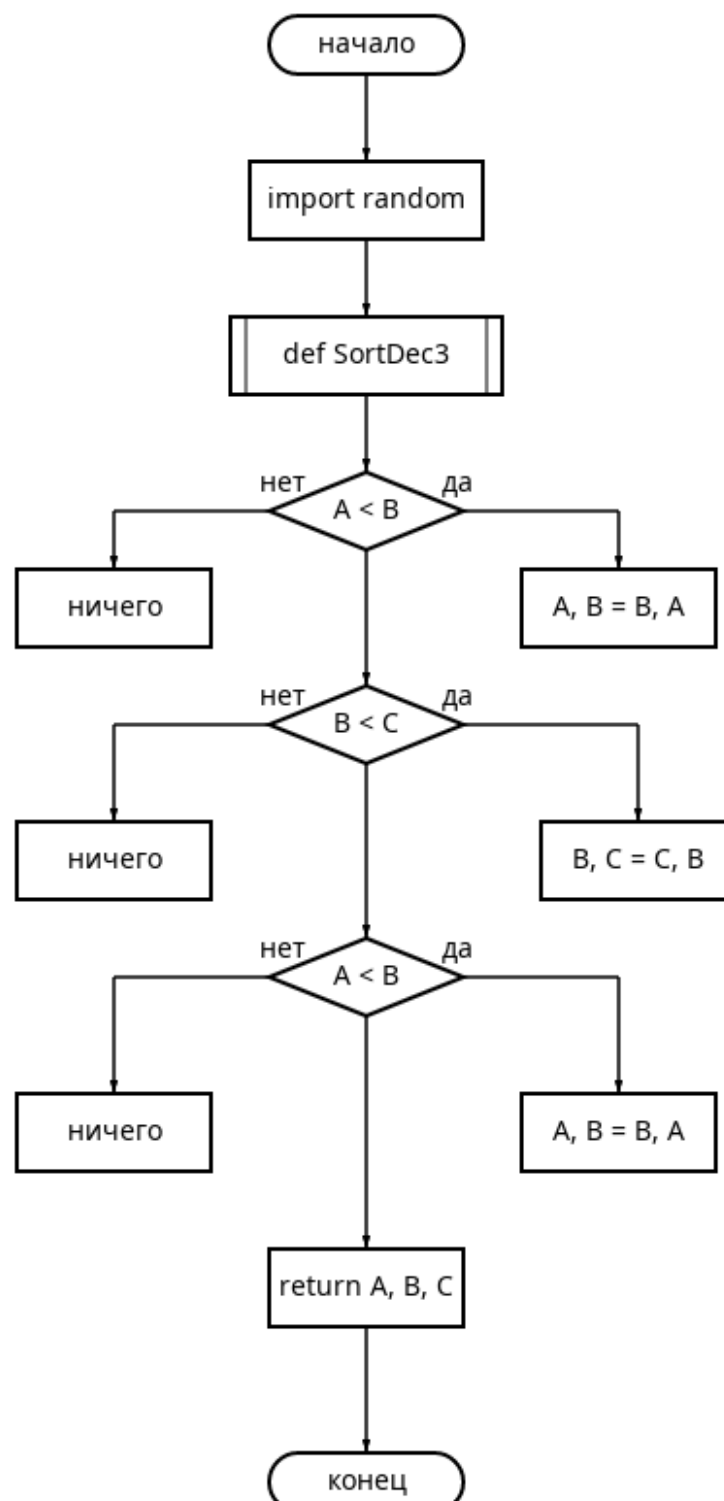 начало
import random
def SortDec3
нет
да
A < B
ничего
A, B = B, A
нет
да
B < C
ничего
B, C = C, B
нет
да
A < B
ничего
A, B = B, A
return A, B, C
конец